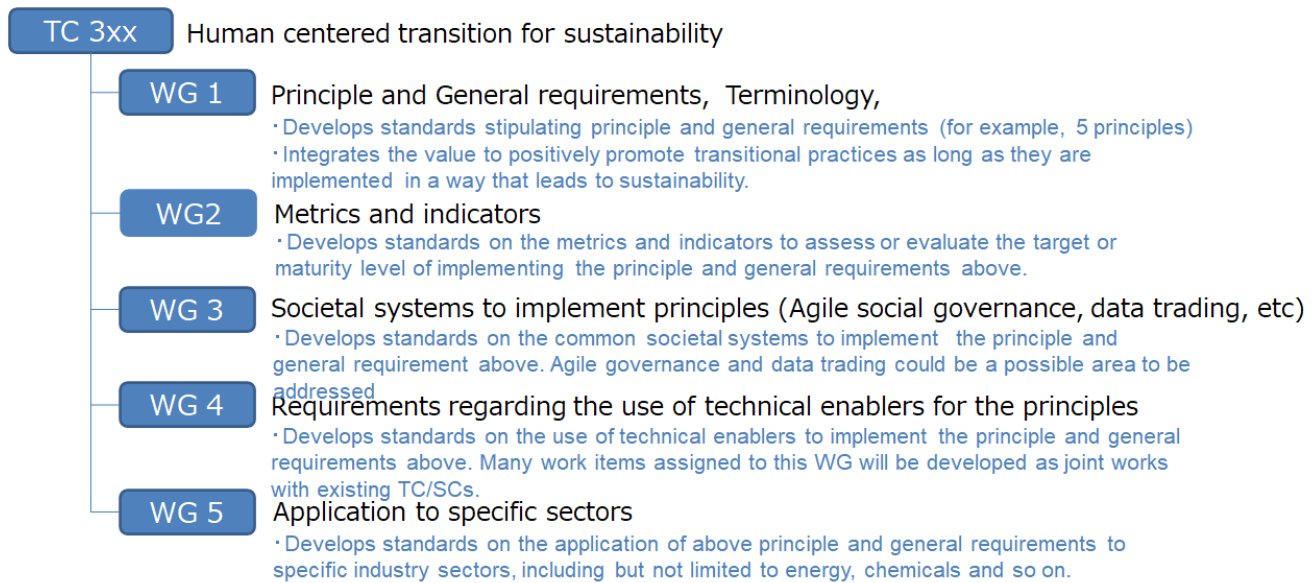 TC 3xx Human centered transition for sustainability
WG 1 Principle and General requirements, Terminology,
・Develops standards stipulating principle and general requirements (for example, 5 principles)
・Integrates the value to positively promote transitional practices as long as they are
implemented in a way that leads to sustainability.
WG2 Metrics and indicators
・Develops standards on the metrics and indicators to assess or evaluate the target or
maturity level of implementing the principle and general requirements above.
WG 3 Societal systems to implement principles (Agile social governance, data trading, etc)
・Develops standards on the common societal systems to implement the principle and
general requirement above. Agile governance and data trading could be a possible area to be
addressed
WG 4 Requirements regarding the use of technical enablers for the principles
・Develops standards on the use of technical enablers to implement the principle and general
requirements above. Many work items assigned to this WG will be developed as joint works
with existing TC/SCs.
WG 5 Application to specific sectors
・Develops standards on the application of above principle and general requirements to
specific industry sectors, including but not limited to energy, chemicals and so on.